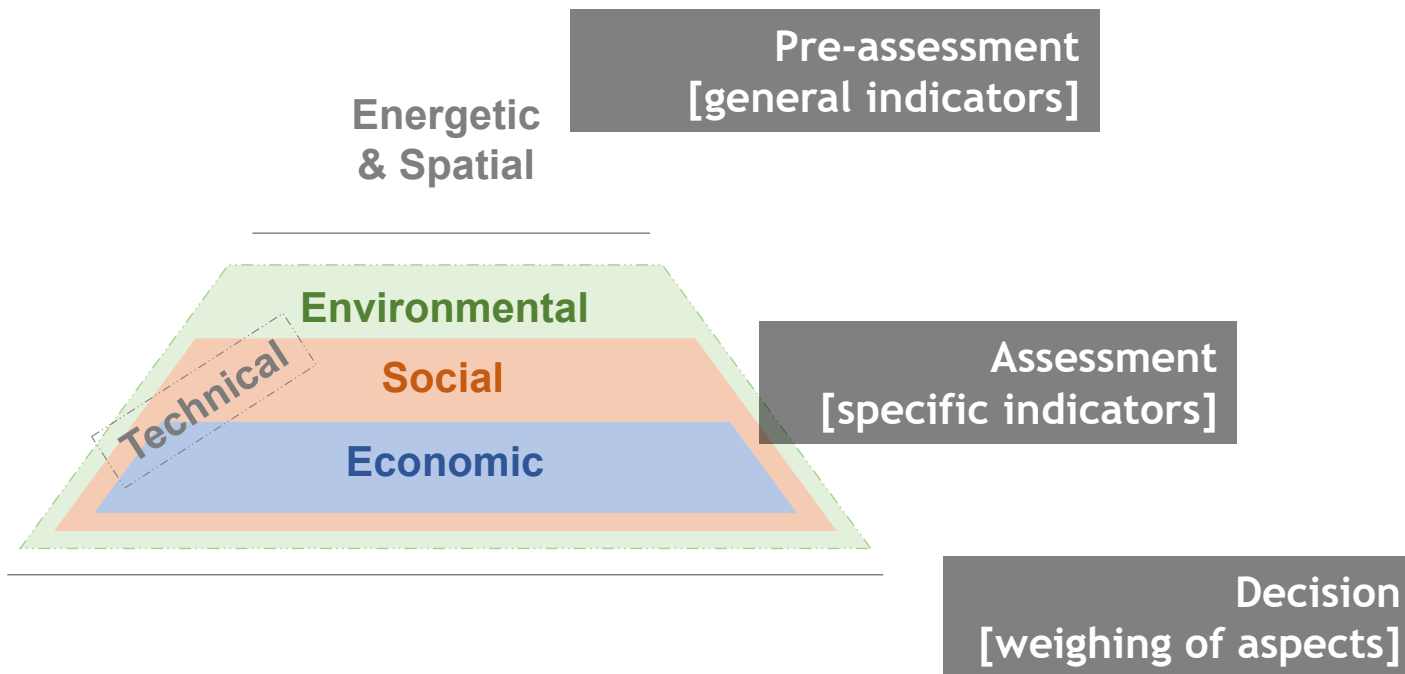 Pre-assessment
[general indicators]
Energetic
& Spatial
Environmental
Social
Technical
Economic
Assessment
[specific indicators]
Decision
[weighing of aspects]